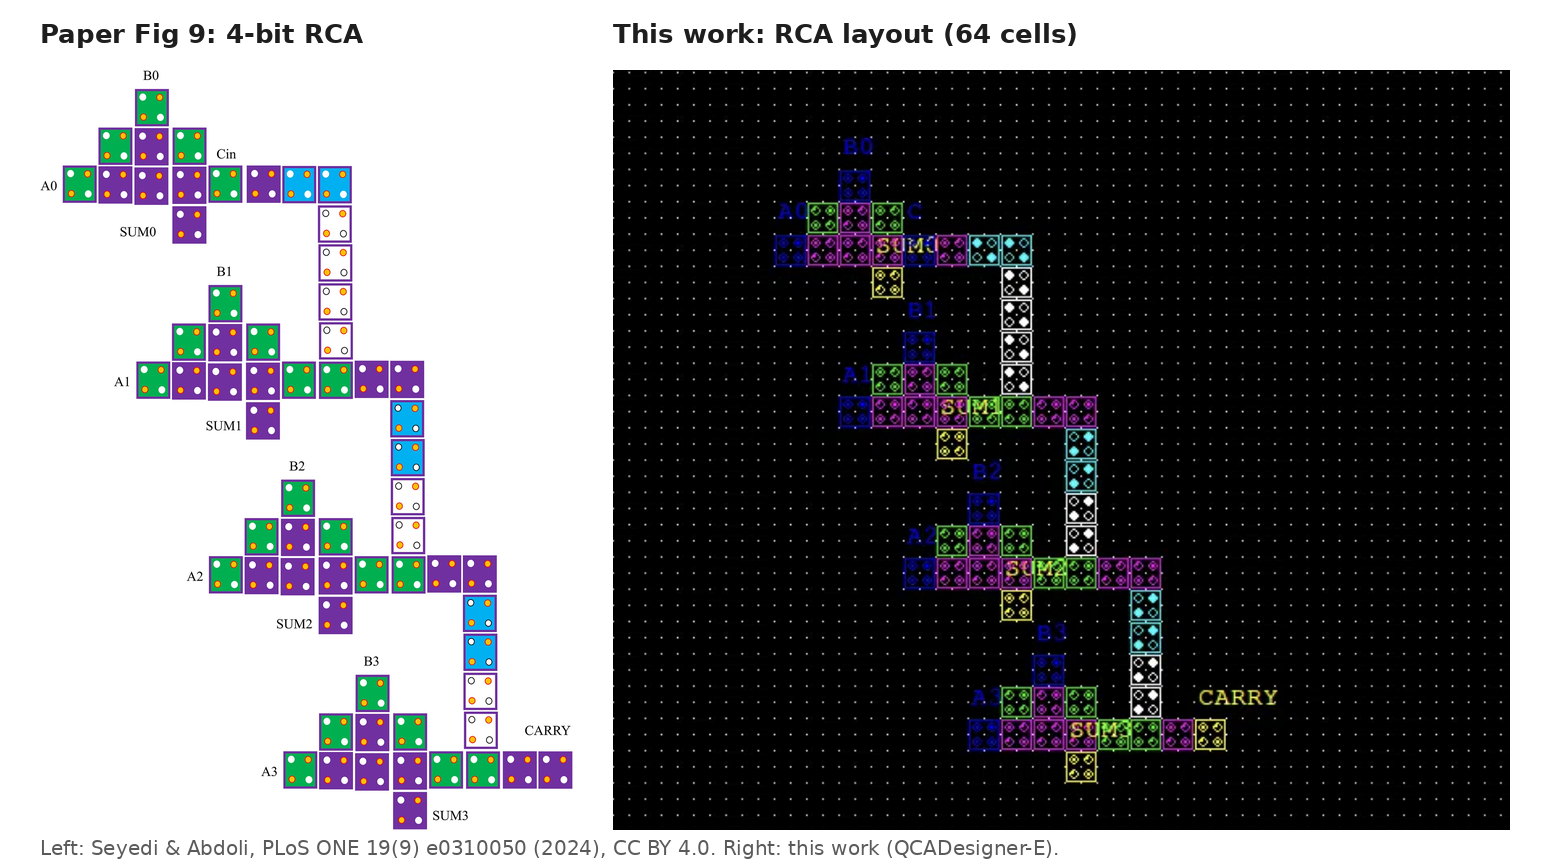 Paper Fig 9: 4-bit RCA
This work: RCA layout (64 cells)
B0
Cin
A0
SUM0
B1
A1
SUM1
B2
A2
SUM2
B3
CARRY
A3
SUM3
B0
A0 C
SUM0
B1
A1
SUM1
B2
A2
SUM2
B3
A3 CARRY
SUM3
Left: Seyedi & Abdoli, PLoS ONE 19(9) e0310050 (2024), CC BY 4.0. Right: this work (QCADesigner-E).